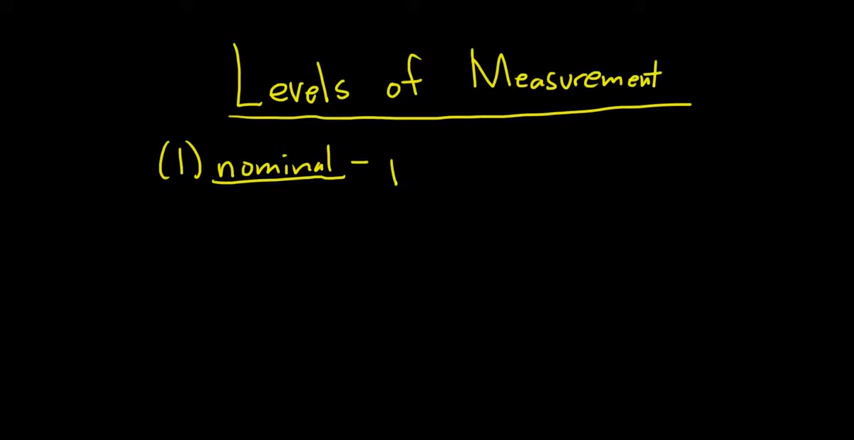 Levels of Measurement
(1) nominal -